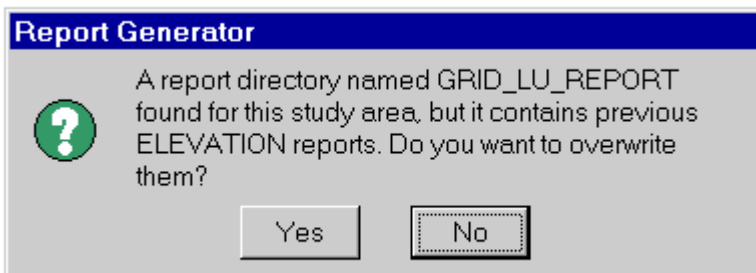 Report Generator
A report directory named GRID_LU_REPORT
found for this study area, but it contains previous
ELEVATION reports. Do you want to overwrite
them?
Yes
No